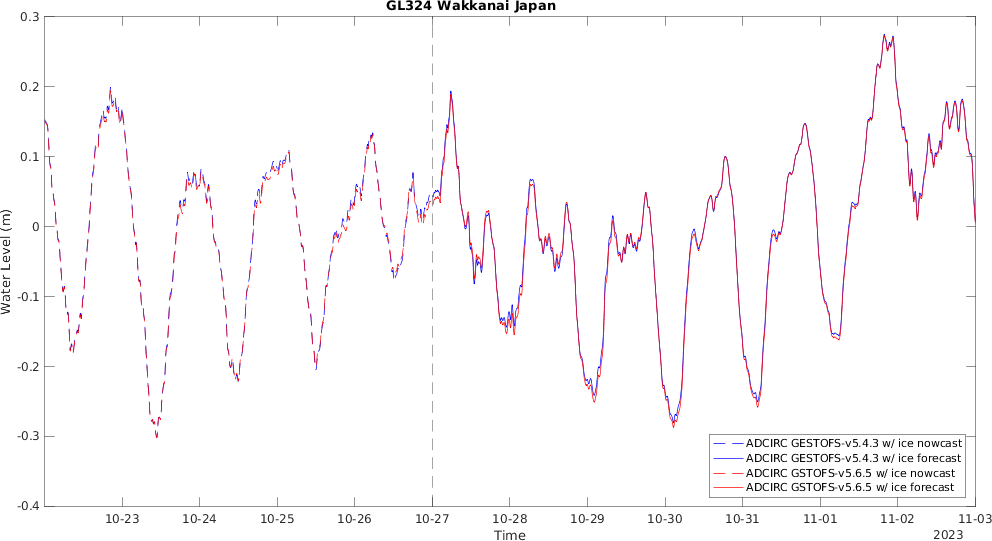 GL324 Wakkanai Japan
0.3
0.2
0.1
0
-0.1
-0.2
-0.3
-0.4
Water Level (m)
ADCIRC GESTOFS-v5.4.3 w/ ice nowcast
ADCIRC GESTOFS-v5.4.3 w/ ice forecast
ADCIRC GSTOFS-v5.6.5 w/ ice nowcast
ADCIRC GSTOFS-v5.6.5 w/ ice forecast
10-23 10-24 10-25 10-26 10-27 10-28 10-29 10-30 10-31 11-01 11-02 11-03
Time
2023